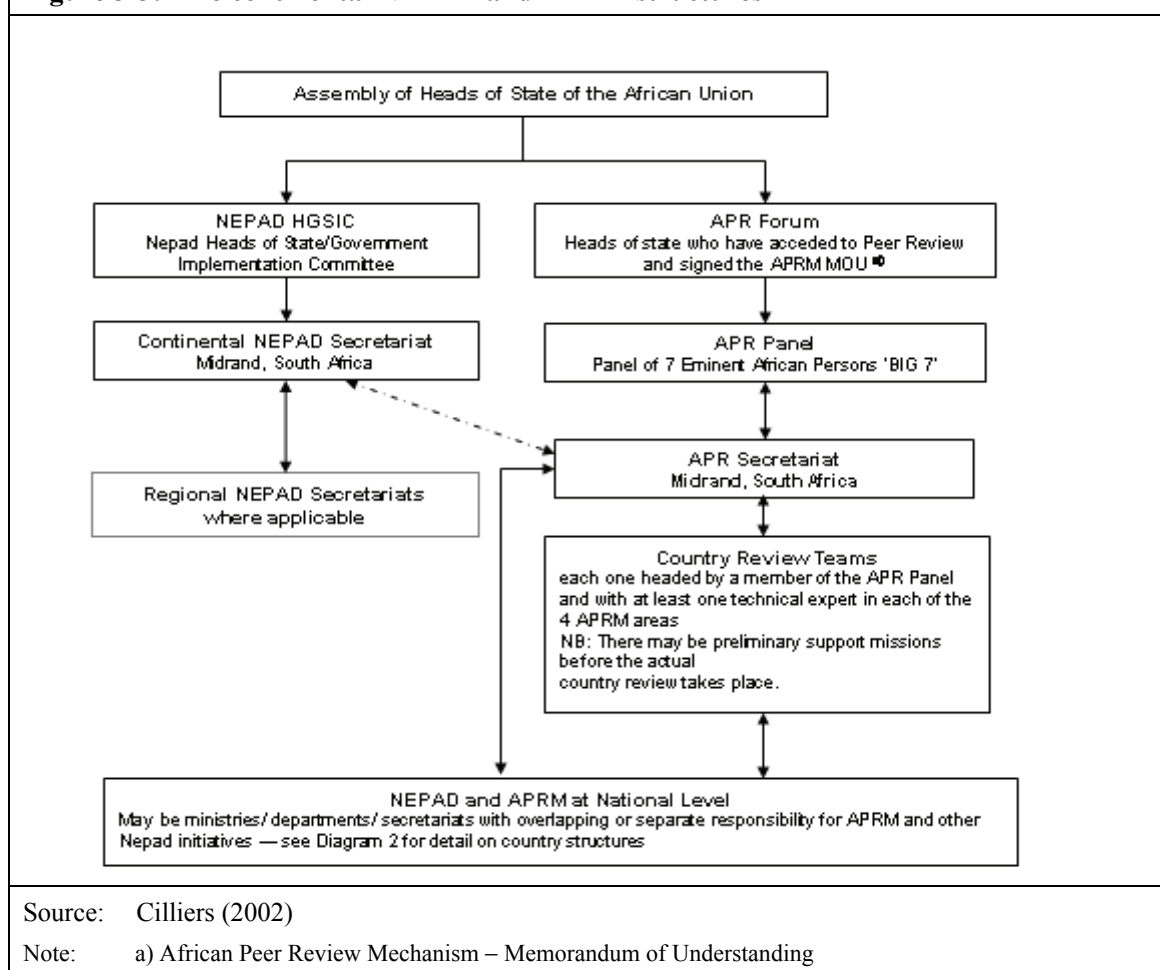 Assembly of Heads of State of the African Union
NEPAD HGSIC
Nepad Heads of State/Government
Implementation Committee
APR Forum
Heads of state who have acceded to Peer Review
and signed the APRM MOU
Continental NEPAD Secretariat
Midrand, South Africa
APR Panel
Panel of 7 Eminent African Persons 'BIG 7'
APR Secretariat
Midrand, South Africa
Regional NEPAD Secretariats
where applicable
Country Review Teams
each one headed by a member of the APR Panel
and with at least one technical expert in each of the
4 APRM areas
NB: There may be preliminary support missions
before the actual
country review takes place.
NEPAD and APRM at National Level
May be ministries/ departments/ secretariats with overlapping or separate responsibility for APRM and other
Nepad initiatives — see Diagram 2 for detail on country structures
Source: Cilliers (2002)
Note: a) African Peer Review Mechanism – Memorandum of Understanding